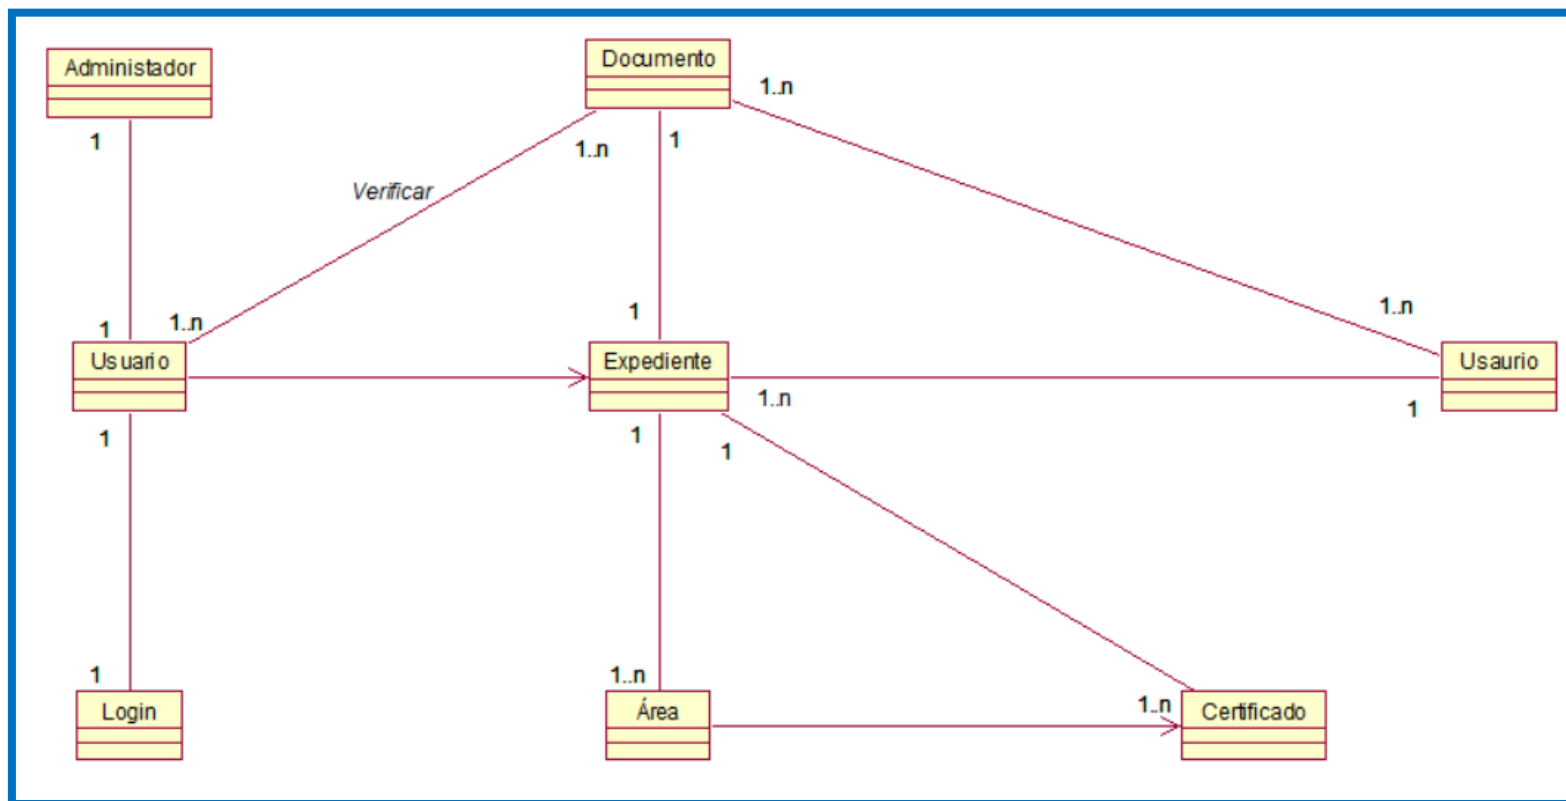 Administador
Documento
1..n
1
1..n
1
Verificar
1
1..n
1
1..n
Usuario
Expediente
Usaurio
1..n
1
1
1
1
1
1..n
1..n
Login
Área
Certificado